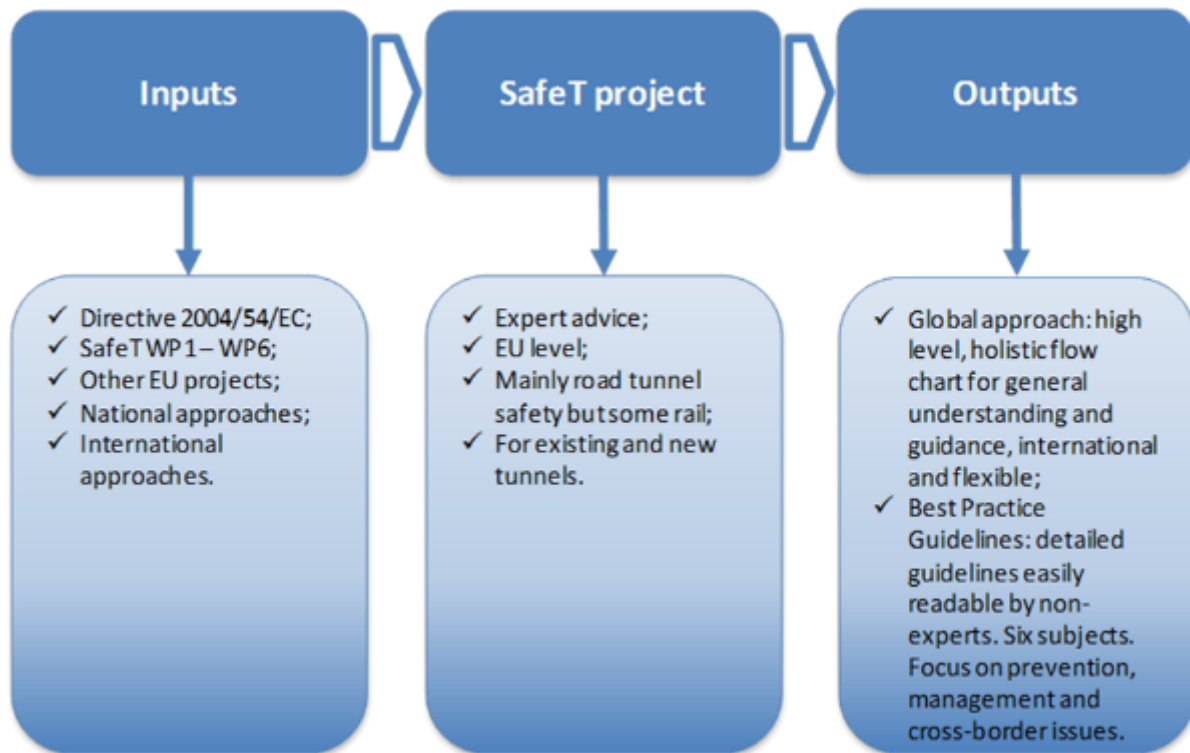 Inputs
SafeT project
Outputs
✓ Directive 2004/54/EC;
✓ SafeT WP1 – WP6;
✓ Other EU projects;
✓ National approaches;
✓ International
approaches.
✓ Expert advice;
✓ EU level;
✓ Mainly road tunnel
safety but some rail;
✓ For existing and new
tunnels.
✓ Global approach: high
level, holistic flow
chart for general
understanding and
guidance, international
and flexible;
✓ Best Practice
Guidelines: detailed
guidelines easily
readable by non-
experts. Six subjects.
Focus on prevention,
management and
cross-border issues.